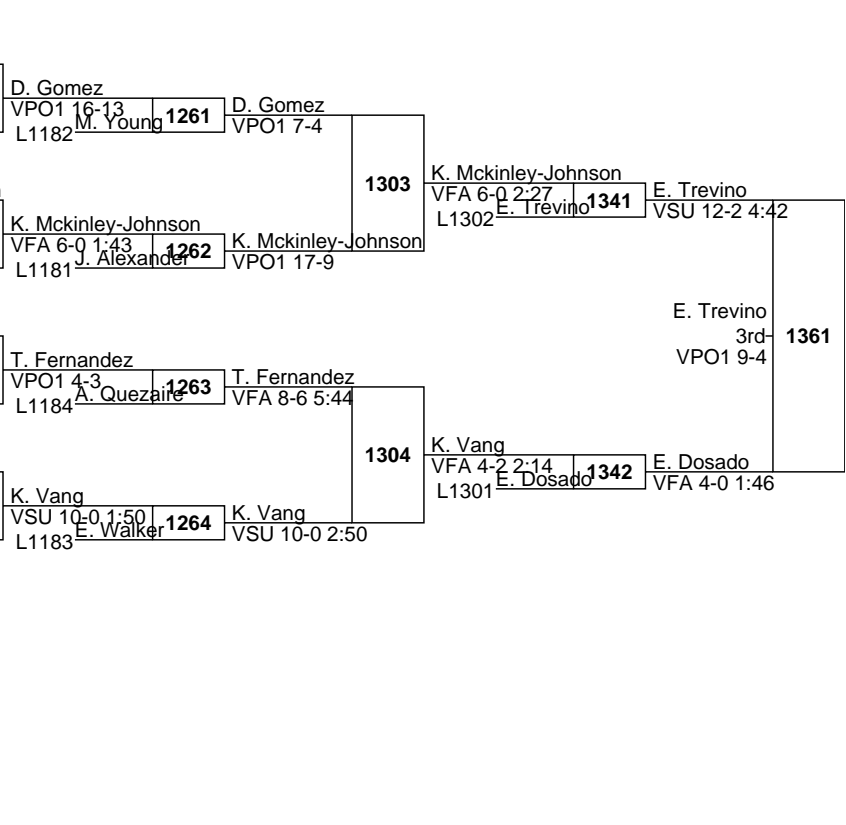 D. Gomez
VPO1 16-13
M. Young
L1182
1261
D. Gomez
VPO1 7-4
1303
K. Mckinley-Johnson
VFA 6-0 2:27
E. Trevino
L1302
1341
E. Trevino
VSU 12-2 4:42
K. Mckinley-Johnson
VFA 6-0 1:43
J. Alexander
L1181
1262
K. Mckinley-Johnson
VPO1 17-9
E. Trevino
3rd
VPO1 9-4
1361
T. Fernandez
VPO1 4-3
A. Quezaire
L1184
1263
T. Fernandez
VFA 8-6 5:44
1304
K. Vang
VFA 4-2 2:14
E. Dosado
L1301
1342
E. Dosado
VFA 4-0 1:46
K. Vang
VSU 10-0 1:50
E. Walker
L1183
1264
K. Vang
VSU 10-0 2:50